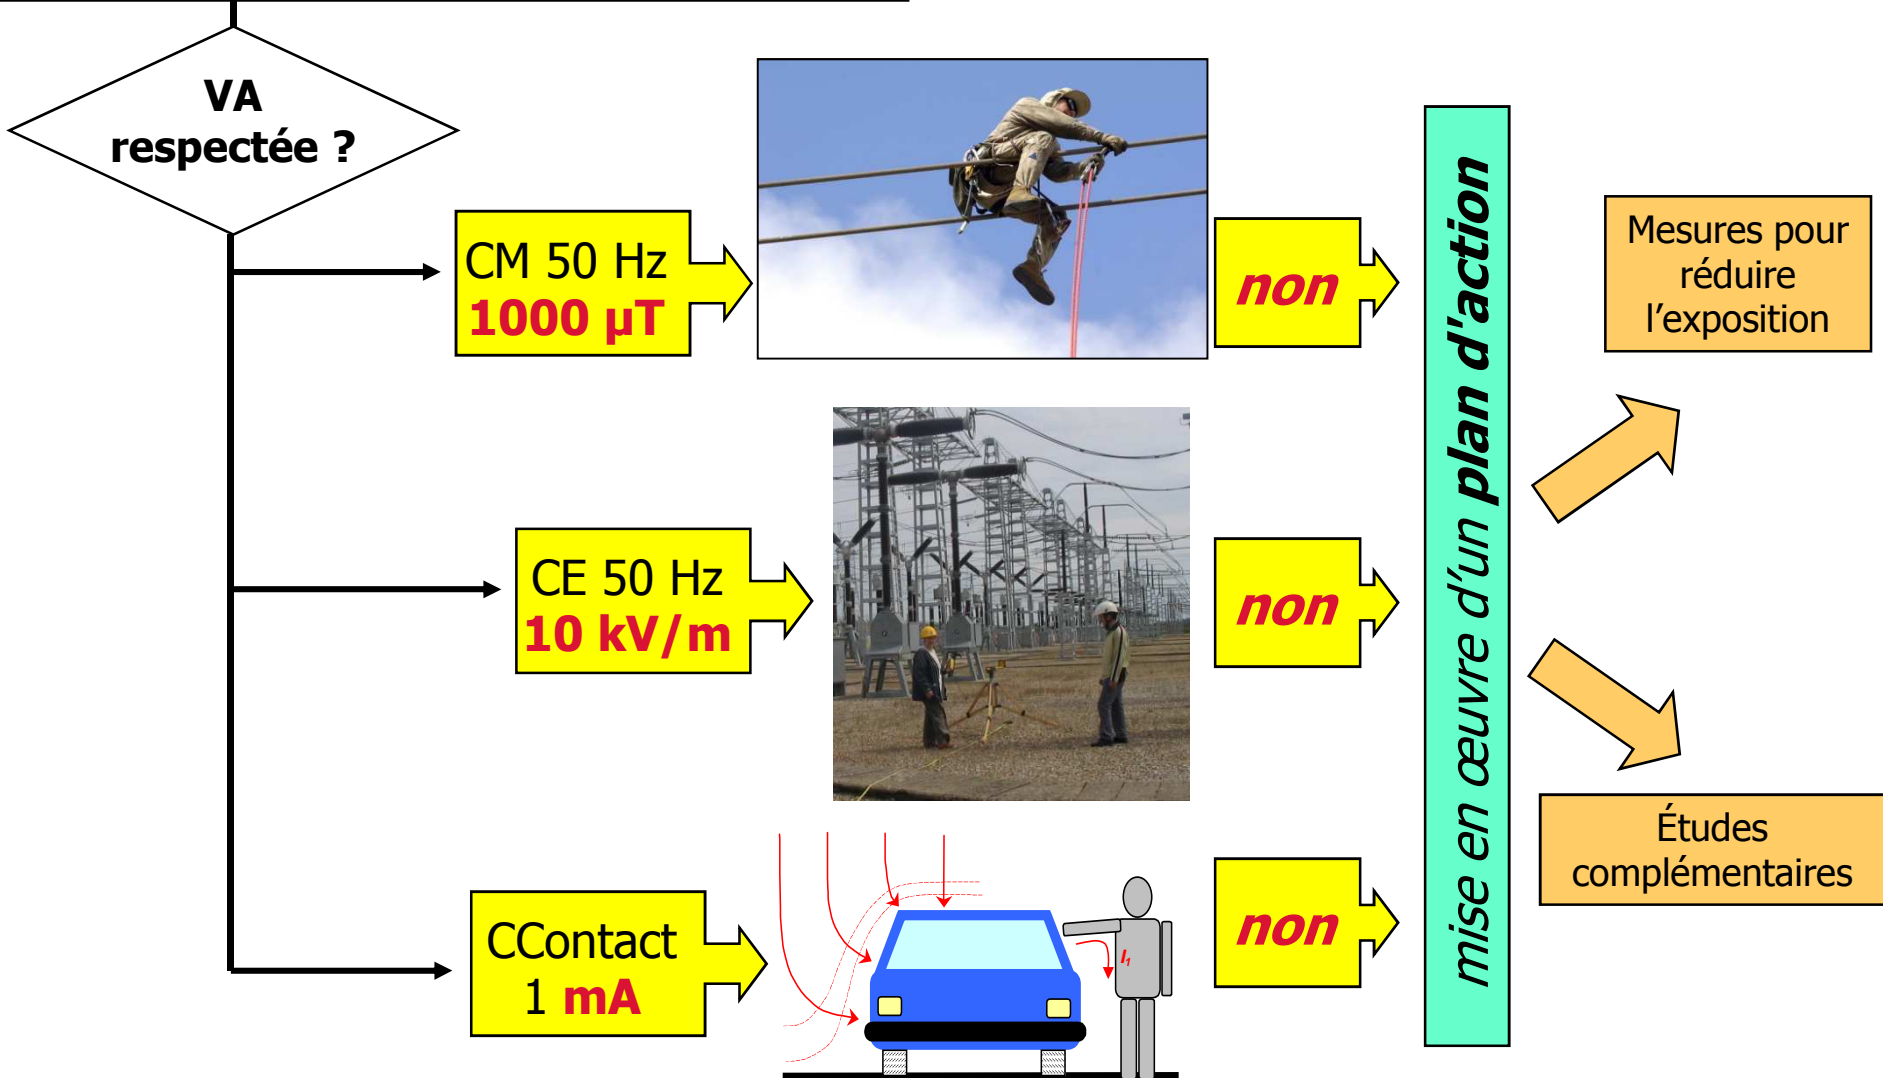 VA
respectée ?
CM 50 Hz
1000 µT
non
CE 50 Hz
10 kV/m
non
CContact
1 mA
I1
non
mise en œuvre d'un plan d'action
Mesures pour
réduire
l'exposition
Études
complémentaires